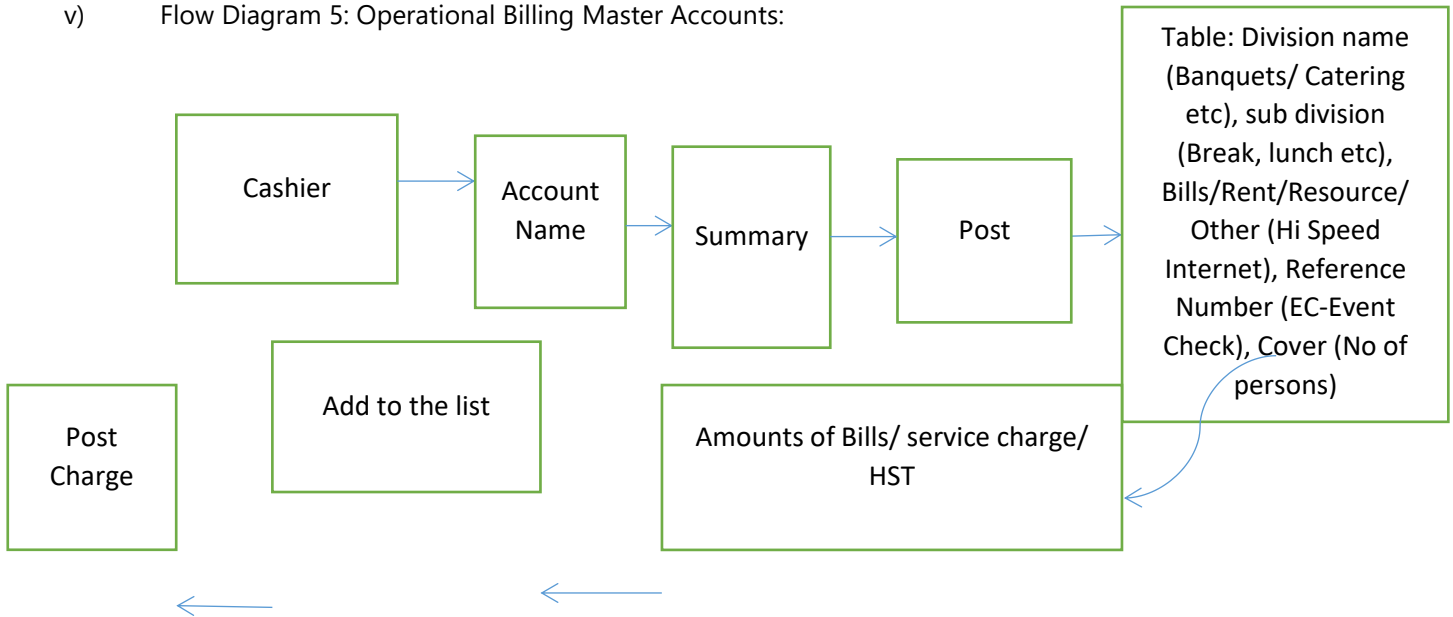 v) Flow Diagram 5: Operational Billing Master Accounts:
Cashier
Account
Name
Summary
Post
Table: Division name
(Banquets/ Catering
etc), sub division
(Break, lunch etc),
Bills/Rent/Resource/
Other (Hi Speed
Internet), Reference
Number (EC-Event
Check), Cover (No of
persons)
Amounts of Bills/ service charge/
HST
Add to the list
Post
Charge